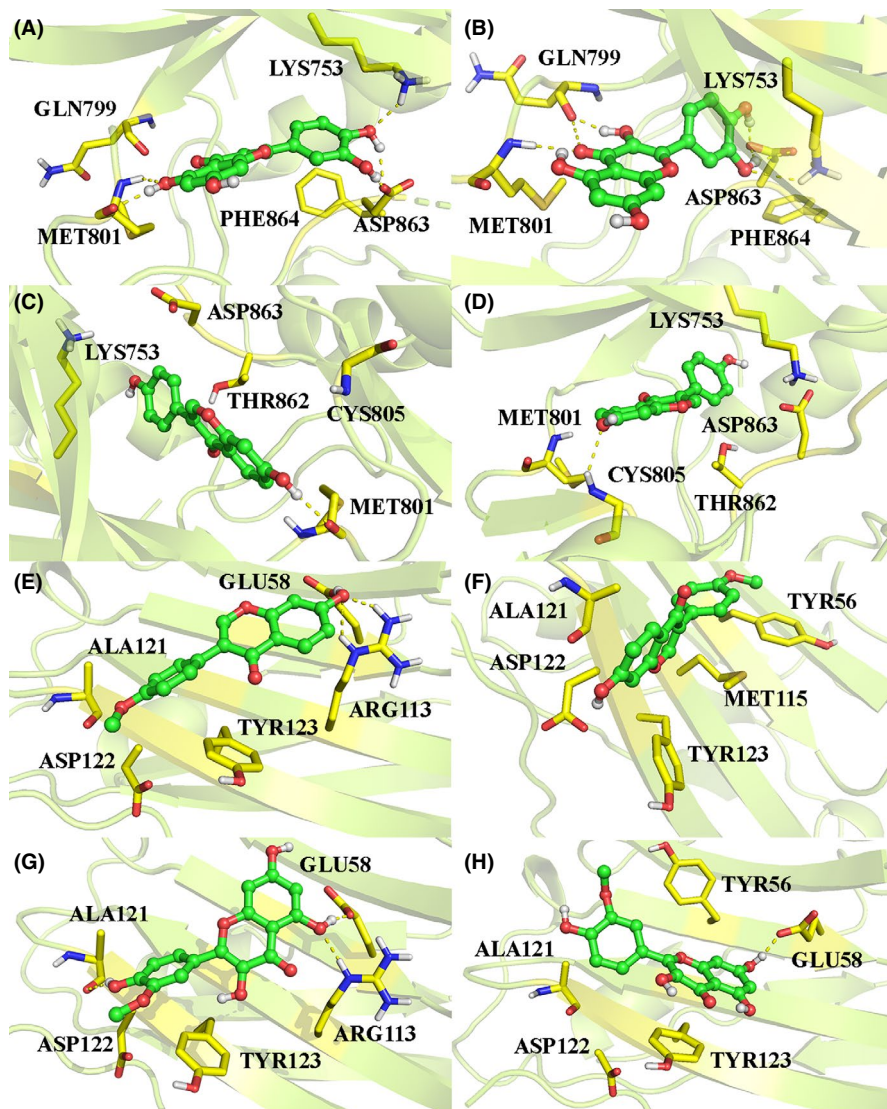 (A)
LYS753
GLN799
MET801
PHE864
ASP863
(B)
GLN799
LYS753
MET801
ASP863
PHE864
(C)
ASP863
LYS753
THR862
CYS805
MET801
(D)
LYS753
MET801
ASP863
CYS805
THR862
(E)
GLU58
ALA121
TYR123
ARG113
ASP122
(F)
ALA121
TYR56
ASP122
MET115
TYR123
(G)
GLU58
ALA121
ARG113
ASP122
TYR123
(H)
TYR56
ALA121
GLU58
ASP122
TYR123